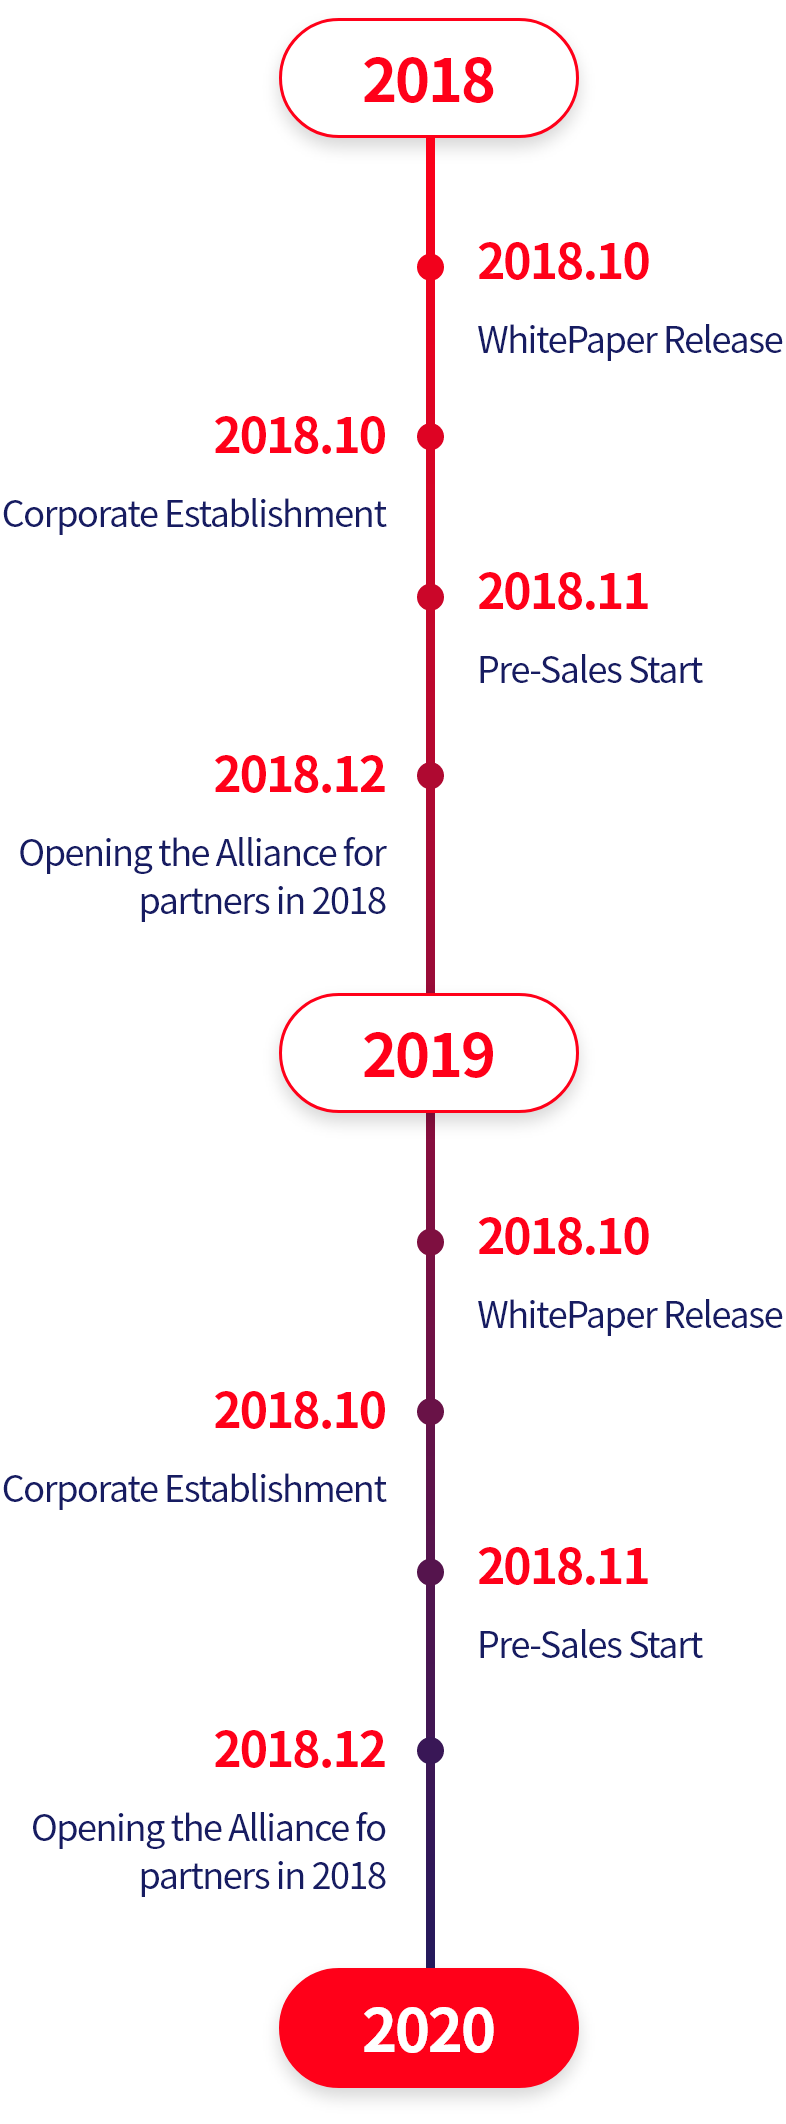 2018
2018.10
WhitePaper Release
2018.10
Corporate Establishment
2018.11
Pre-Sales Start
2018.12
Opening the Alliance for
partners in 2018
2019
2018.10
WhitePaper Release
2018.10
Corporate Establishment
2018.11
Pre-Sales Start
2018.12
Opening the Alliance fo
partners in 2018
2020